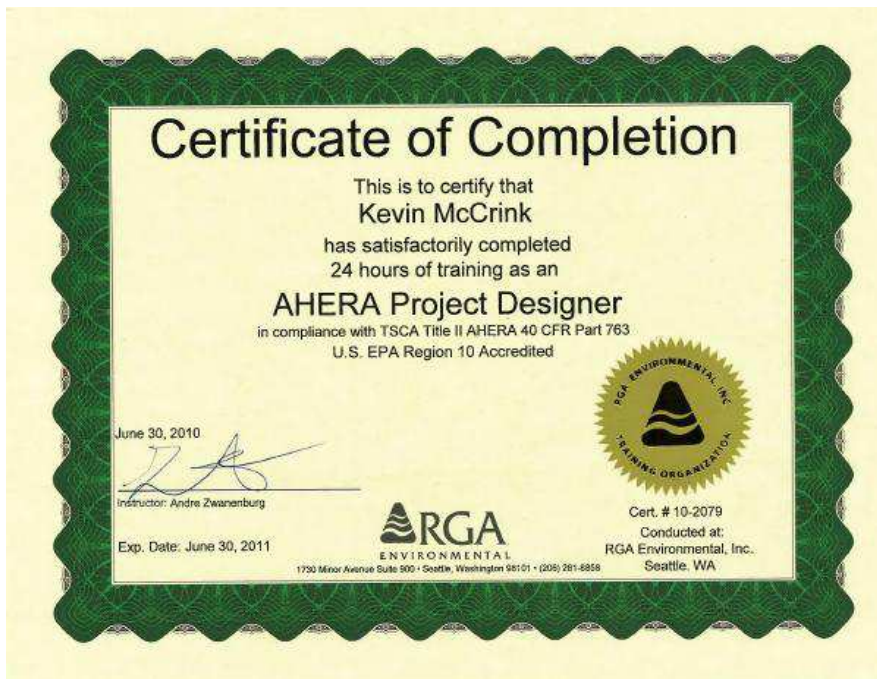 Certificate of Completion
This is to certify that
Kevin McCrink
has satisfactorily completed
24 hours of training as an
AHERA Project Designer
in compliance with TSCA Title II AHERA 40 CFR Part 763
U.S. EPA Region 10 Accredited
RGA ENVIRONMENTAL INC
TRAINING ORGANIZATION
June 30, 2010
Instructor: Andre Zwanenburg
Exp. Date: June 30, 2011
RGA
ENVIRONMENTAL
1730 Minor Avenue Suite 900 • Seattle, Washington 98101 • (206) 281-8858
Cert. # 10-2079
Conducted at:
RGA Environmental, Inc.
Seattle, WA